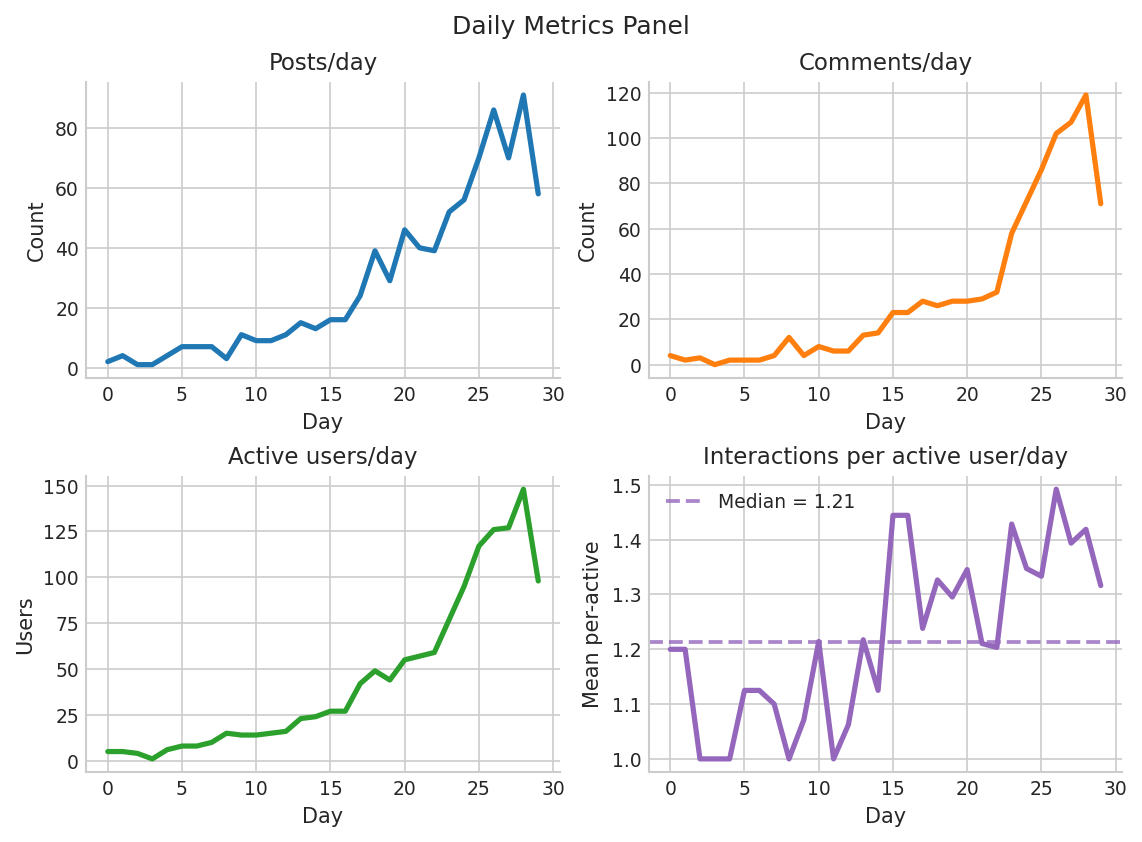 Daily Metrics Panel
Posts/day
Count
80
60
40
20
0
0 5 10 15 20 25 30
Day
Comments/day
Count
120
100
80
60
40
20
0
0 5 10 15 20 25 30
Day
Active users/day
Users
150
125
100
75
50
25
0
0 5 10 15 20 25 30
Day
Interactions per active user/day
Mean per-active
Median = 1.21
1.5
1.4
1.3
1.2
1.1
1.0
0 5 10 15 20 25 30
Day